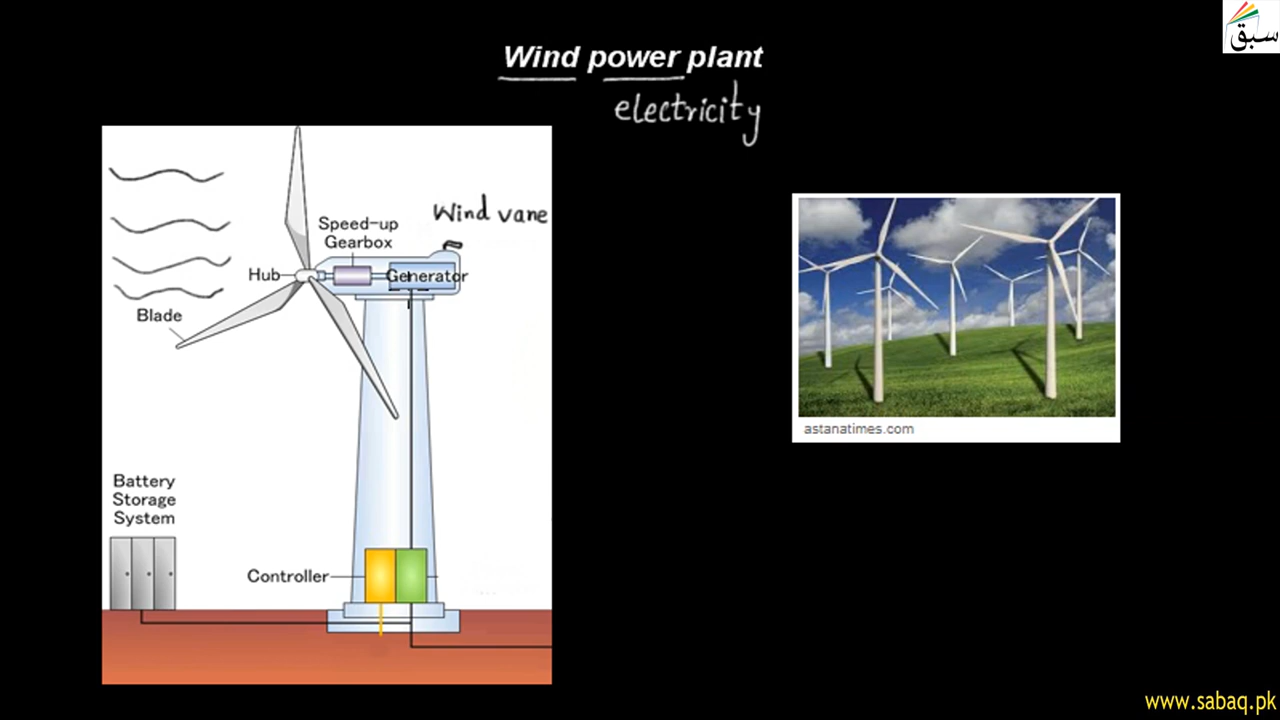 سبق
Wind power plant
electricity
Wind vane
Speed-up
Gearbox
Hub
Generator
Blade
astanatimes.com
Battery
Storage
System
Controller
www.sabaq.pk